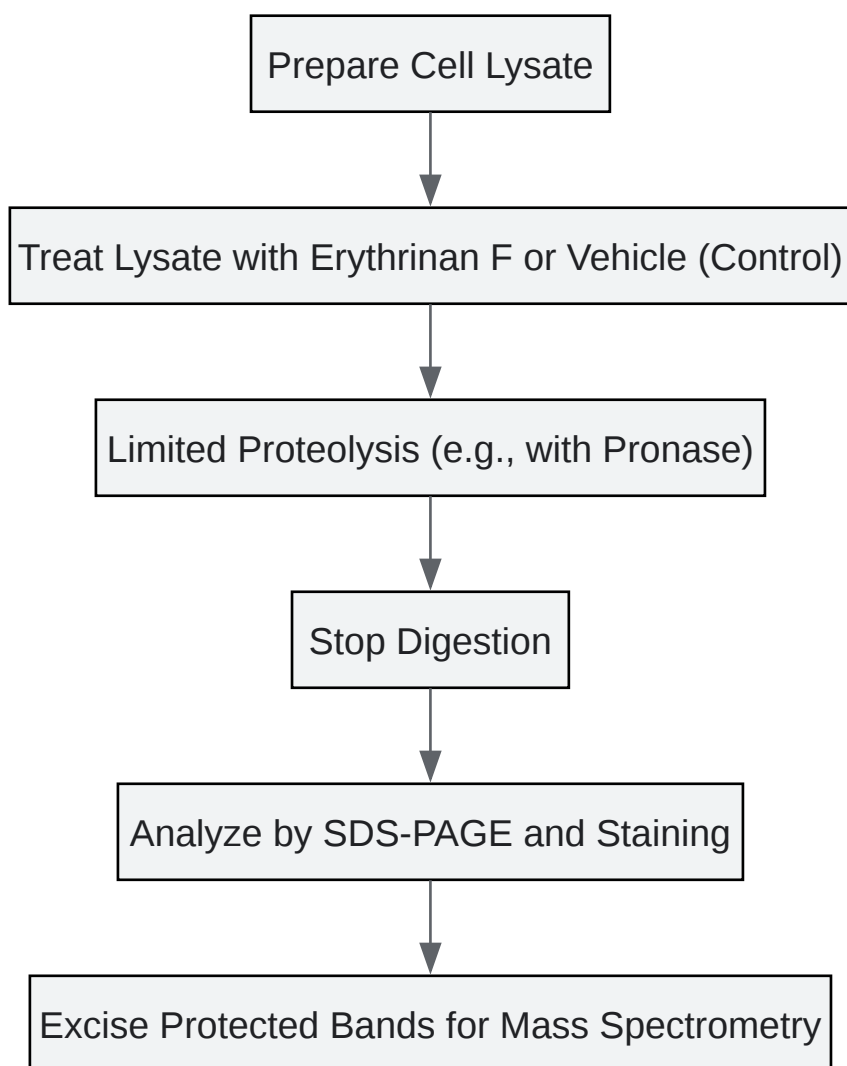 Prepare Cell Lysate
Treat Lysate with Erythrinan F or Vehicle (Control)
Limited Proteolysis (e.g., with Pronase)
Stop Digestion
Analyze by SDS-PAGE and Staining
Excise Protected Bands for Mass Spectrometry